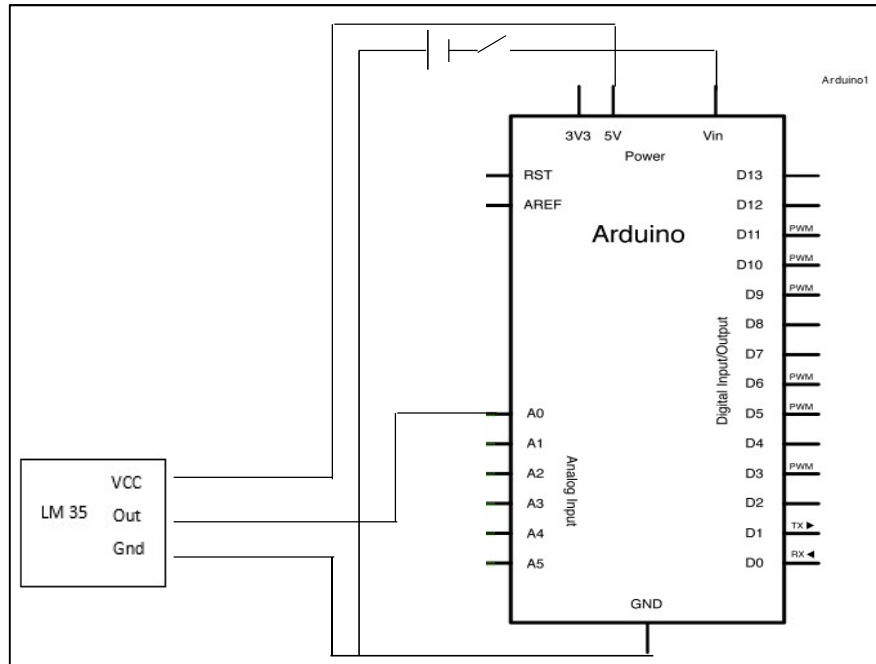 Arduino1
3V3 5V Vin
Power
RST D13
AREF D12
Arduino
D11 PWM
D10 PWM
D9 PWM
D8
D7
D6 PWM
Digital Input/Output
A0 D5 PWM
A1 D4
A2 D3 PWM
A3 D2
A4 D1 TX ▶
A5 D0 RX ◀
Analog Input
GND
VCC
LM 35 Out
Gnd